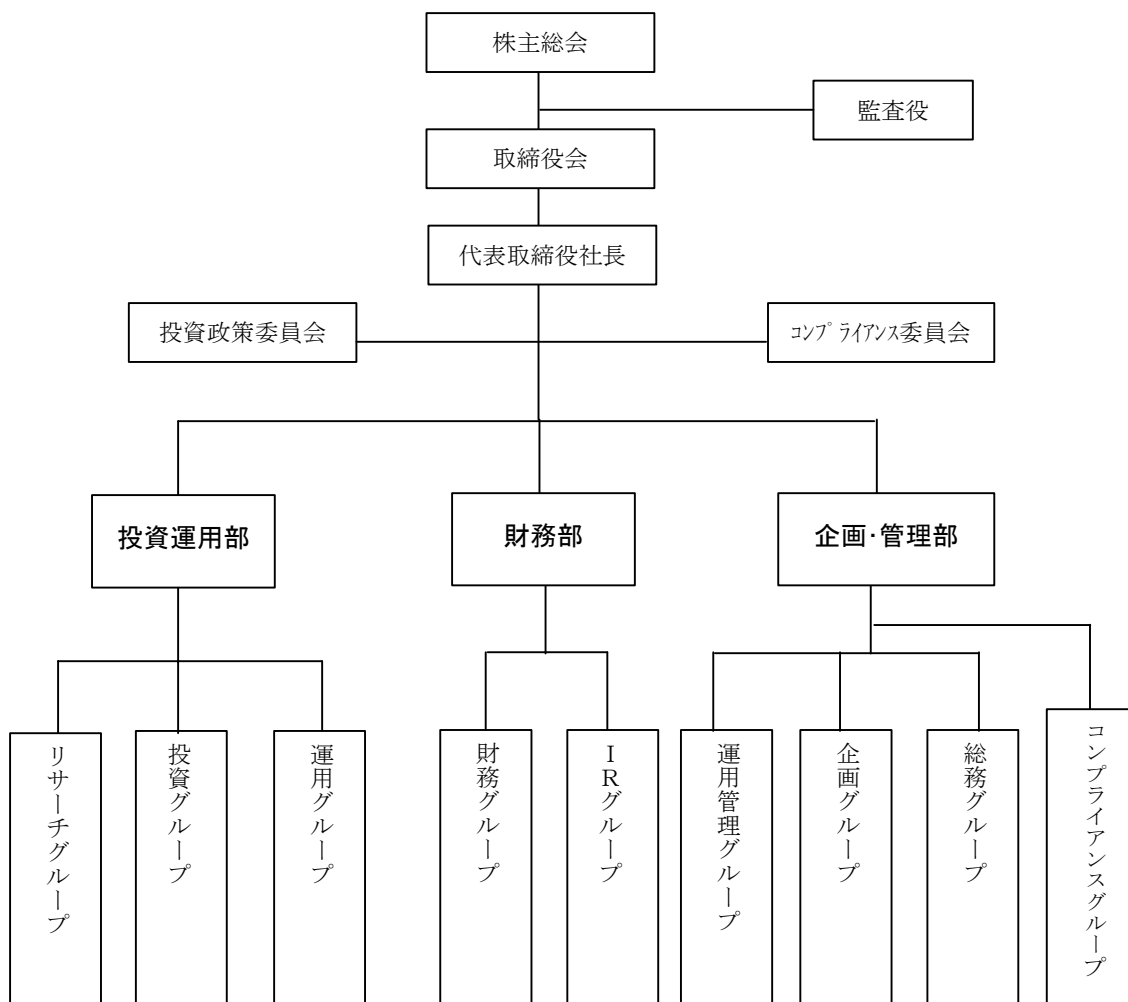 株主総会
監査役
取締役会
代表取締役社長
投資政策委員会
ｺﾝﾌﾟﾗｲｱﾝｽ委員会
投資運用部
財務部
企画・管理部
リサーチグループ
投資グループ
運用グループ
財務グループ
ＩＲグループ
運用管理グループ
企画グループ
総務グループ
コンプライアンスグループ